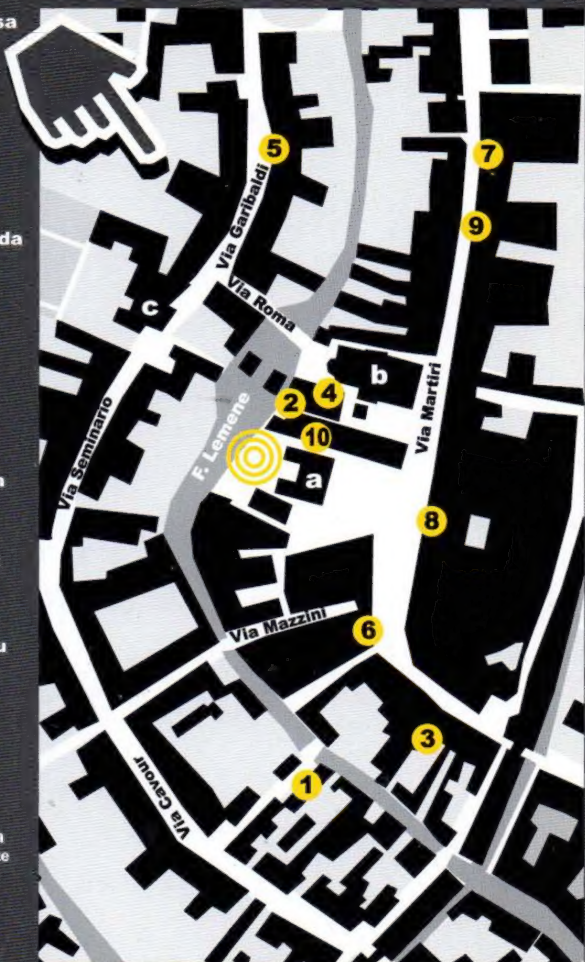 sa
5
7
da
9
Via Garibaldi
c
Via Roma
b
4
2
Via Martiri
10
F. Lemene
Via Seminario
a
8
Via Mazzini
6
u
3
1
Via Cavour